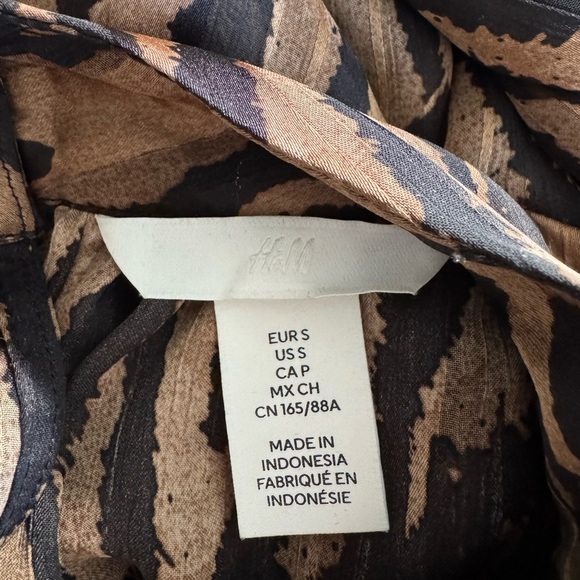 H&M
EUR S
US S
CA P
MX CH
CN 165/88A
MADE IN
INDONESIA
FABRIQUÉ EN
INDONÉSIE